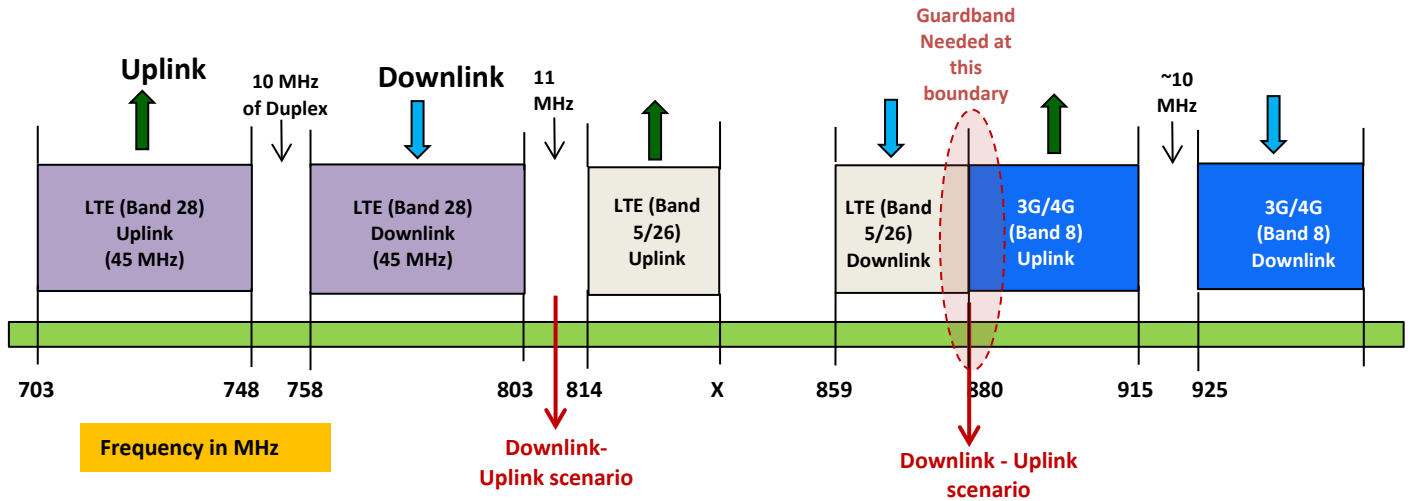 Guardband
Needed at
this
boundary
Uplink
10 MHz
of Duplex
Downlink
11
MHz
~10
MHz
LTE (Band 28)
Uplink
(45 MHz)
LTE (Band 28)
Downlink
(45 MHz)
LTE (Band
5/26)
Uplink
LTE (Band
5/26)
Downlink
3G/4G
(Band 8)
Uplink
3G/4G
(Band 8)
Downlink
703
748
758
803
814
X
859
880
915
925
Frequency in MHz
Downlink-
Uplink scenario
Downlink - Uplink
scenario